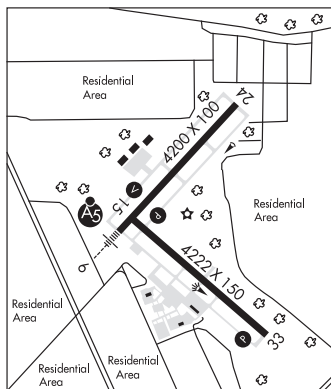 Residential
Area
24
4200 X 100
V
15
P
A5
Residential
Area
6
4222 X 150
Residential
Area
33
P
Residential
Area
Residential
Area